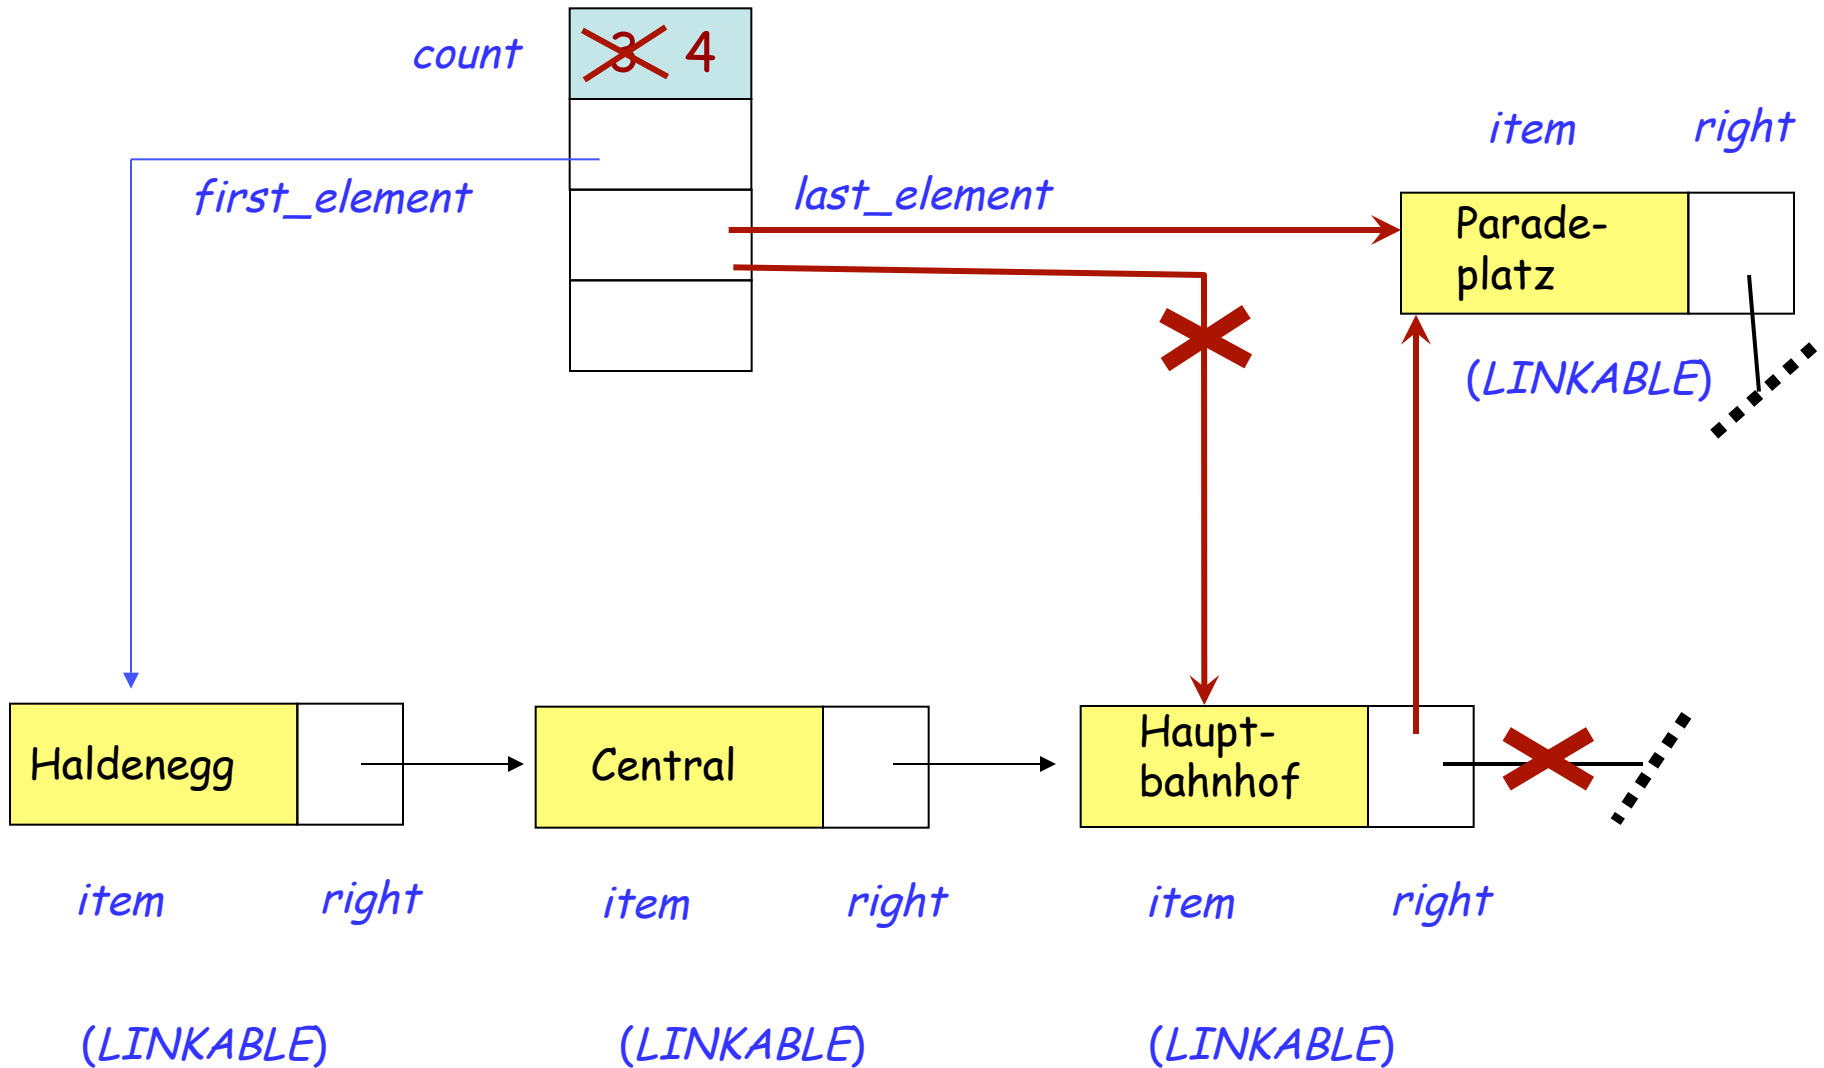 count
3 4
item right
first_element
last_element
Parade-
platz
(LINKABLE)
Haldenegg
Central
Haupt-
bahnhof
item right item right item right
(LINKABLE) (LINKABLE) (LINKABLE)